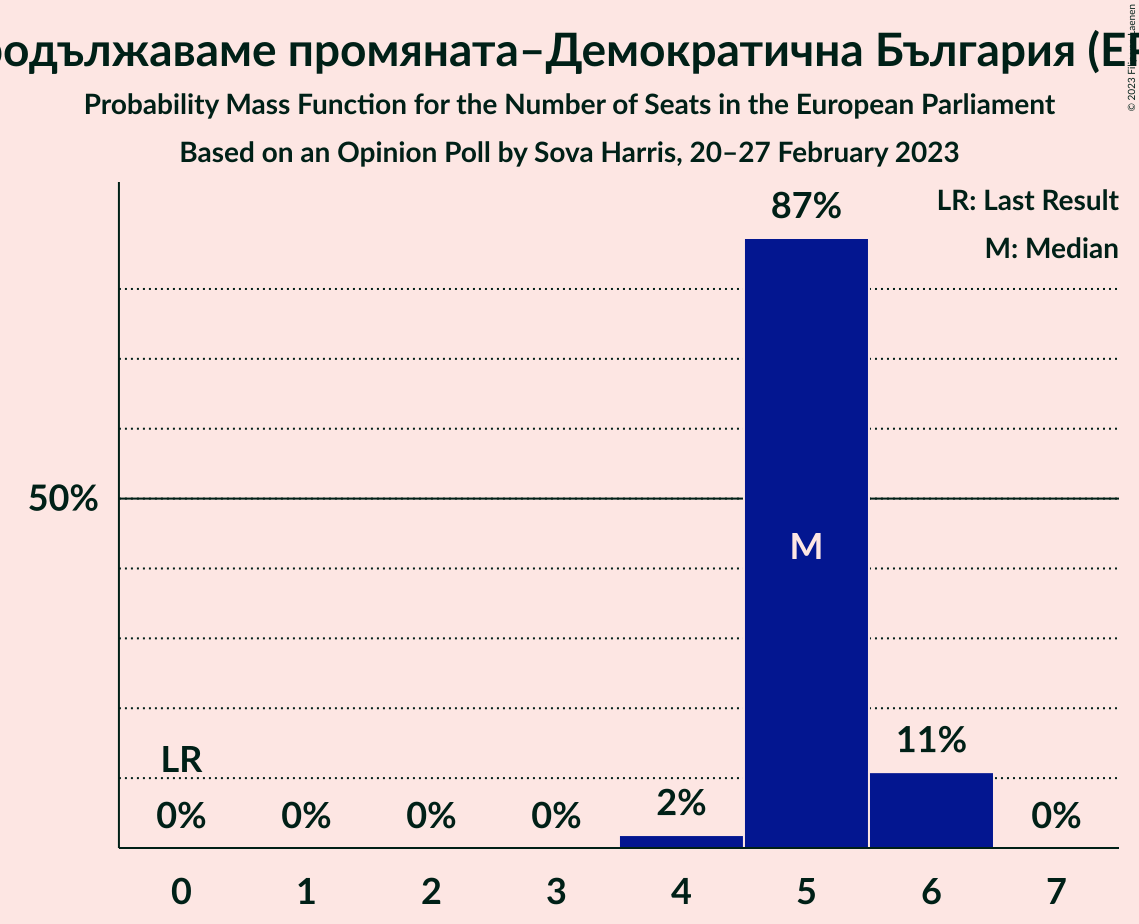 одължаваме промяната–Демократична България (
Probability Mass Function for the Number of Seats in the European Parliament
Based on an Opinion Poll by Sova Harris, 20–27 February 2023
© 2023
LR: Last Result
M: Median
87%
50%
M
11%
LR
2%
0% 0% 0% 0% 0%
0 1 2 3 4 5 6 7